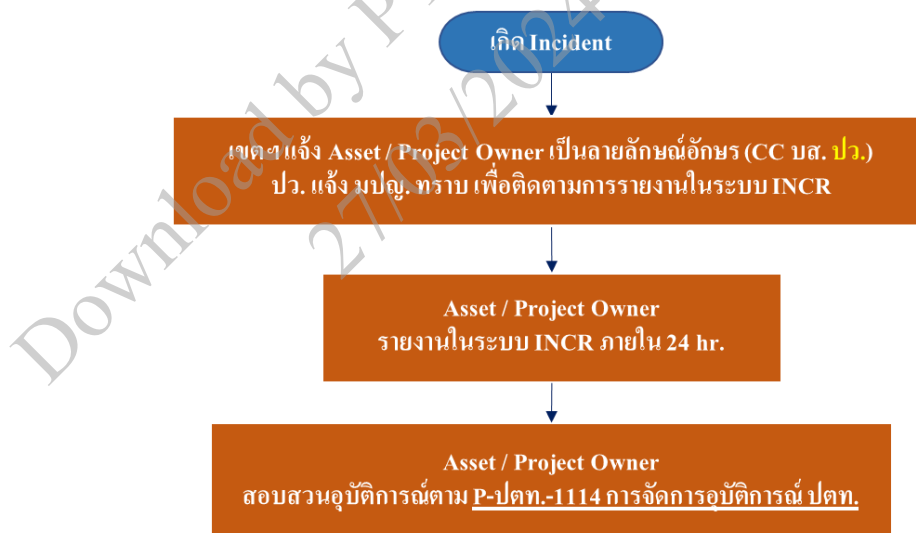 เกิด Incident
เขตฯ แจ้ง Asset / Project Owner เป็นลายลักษณ์อักษร (CC บส. ปว.)
ปว. แจ้ง มปญ. ทราบ เพื่อติดตามการรายงานในระบบ INCR
Asset / Project Owner
รายงานในระบบ INCR ภายใน 24 hr.
Asset / Project Owner
สอบสวนอุบัติการณ์ตาม P-ปตท.-1114 การจัดการอุบัติการณ์ ปตท.
Download by
27/03/2024